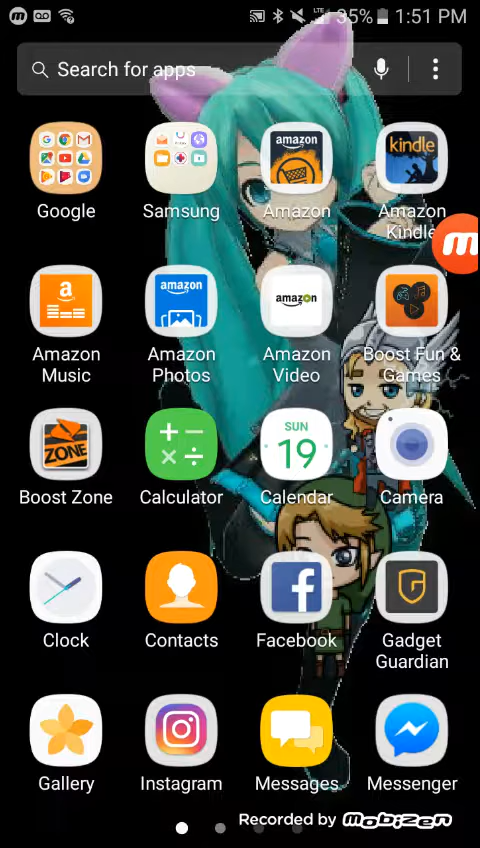 LTE 35% 1:51 PM
Search for apps
amazon
kindle
Google
Samsung
Amazon
Amazon
Kindle
m
a
amazon
amazon
Amazon
Music
Amazon
Photos
Amazon
Video
Boost Fun &
Games
ZONE
SUN
19
Boost Zone
Calculator
Calendar
Camera
Clock
Contacts
Facebook
Gadget
Guardian
Gallery
Instagram
Messages
Messenger
Recorded by mobizen